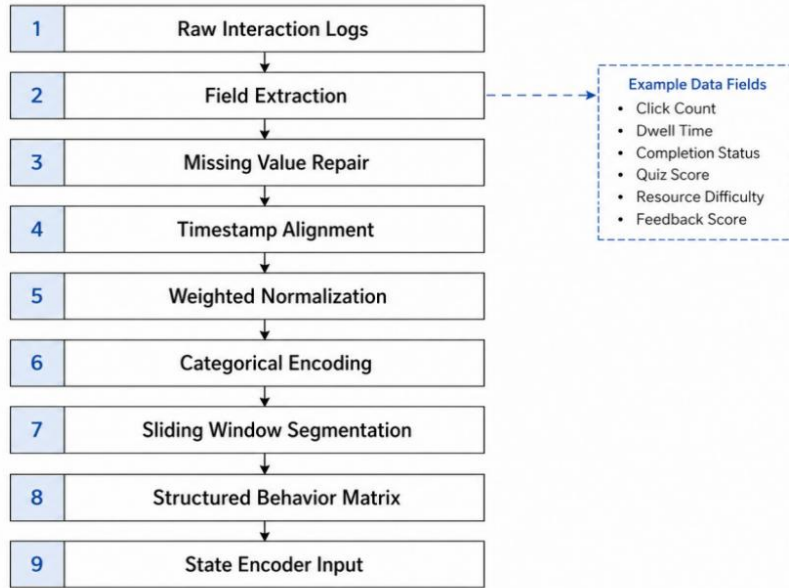 1 Raw Interaction Logs
2 Field Extraction
Example Data Fields
• Click Count
• Dwell Time
• Completion Status
• Quiz Score
• Resource Difficulty
• Feedback Score
3 Missing Value Repair
4 Timestamp Alignment
5 Weighted Normalization
6 Categorical Encoding
7 Sliding Window Segmentation
8 Structured Behavior Matrix
9 State Encoder Input